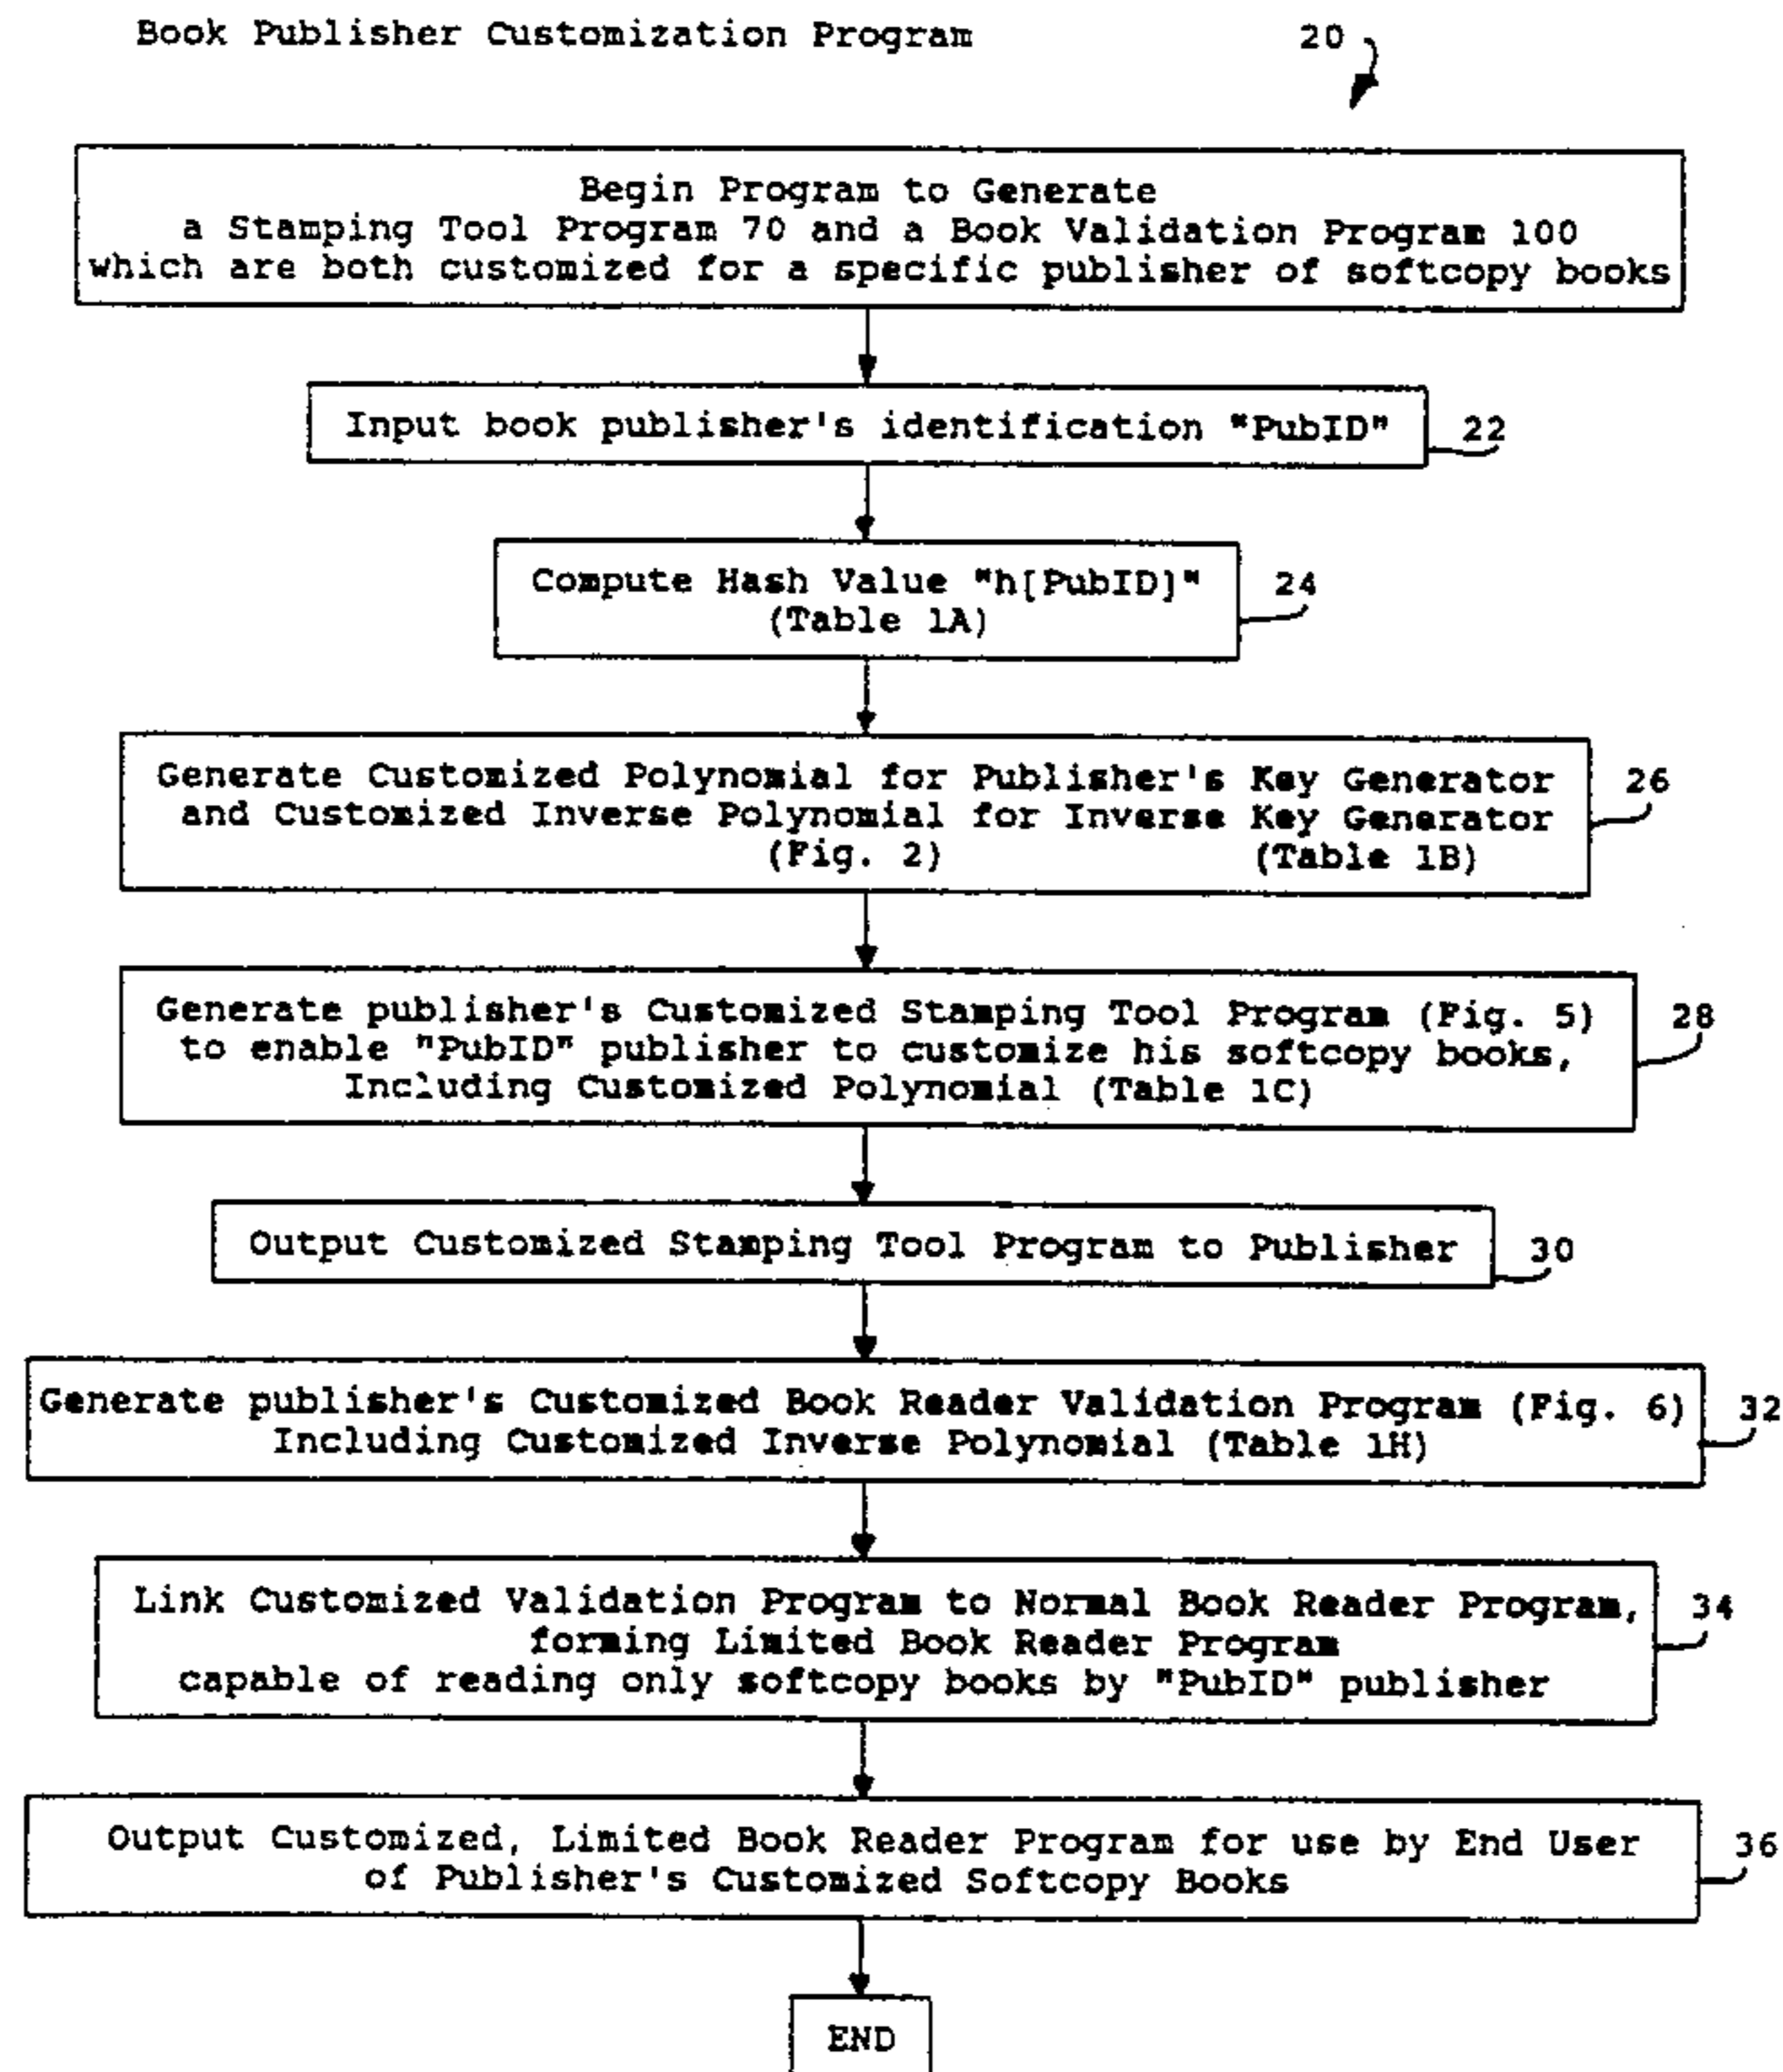 Book Publisher Customization Program
20
Begin Program to Generate
a Stamping Tool Program 70 and a Book Validation Program 100
which are both customized for a specific publisher of softcopy books
Input book publisher's identification "PubID"
22
Compute Hash Value "h[PubID]"
(Table 1A)
24
Generate Customized Polynomial for Publisher's Key Generator
and Customized Inverse Polynomial for Inverse Key Generator
(Fig. 2) (Table 1B)
26
Generate publisher's Customized Stamping Tool Program (Fig. 5)
to enable "PubID" publisher to customize his softcopy books,
Including Customized Polynomial (Table 1C)
28
Output Customized Stamping Tool Program to Publisher
30
Generate publisher's Customized Book Reader Validation Program (Fig. 6)
Including Customized Inverse Polynomial (Table 1H)
32
Link Customized Validation Program to Normal Book Reader Program,
forming Limited Book Reader Program
capable of reading only softcopy books by "PubID" publisher
34
Output Customized, Limited Book Reader Program for use by End User
of Publisher's Customized Softcopy Books
36
END